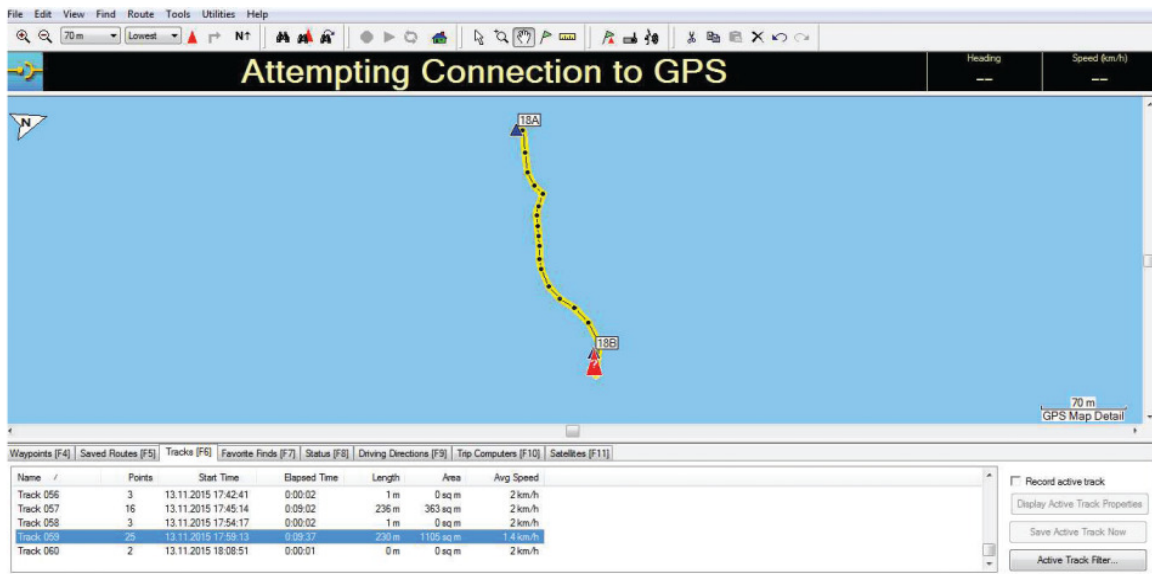 File Edit View Find Route Tools Utilities Help
70 m Lowest N↑
Attempting Connection to GPS
Heading
--
Speed (km/h)
--
N
18A
18B
?
70 m
GPS Map Detail
Waypoints [F4] Saved Routes [F5] Tracks [F6] Favorite Finds [F7] Status [F8] Driving Directions [F9] Trip Computers [F10] Satellites [F11]
Name / Points Start Time Elapsed Time Length Area Avg Speed
Track 056 3 13.11.2015 17:42:41 0:00:02 1 m 0 sq m 2 km/h
Track 057 16 13.11.2015 17:45:14 0:09:02 236 m 363 sq m 2 km/h
Track 058 3 13.11.2015 17:54:17 0:00:02 1 m 0 sq m 2 km/h
Track 059 25 13.11.2015 17:59:13 0:09:37 230 m 1105 sq m 1.4 km/h
Track 060 2 13.11.2015 18:08:51 0:00:01 0 m 0 sq m 2 km/h
Record active track
Display Active Track Properties
Save Active Track Now
Active Track Filter...